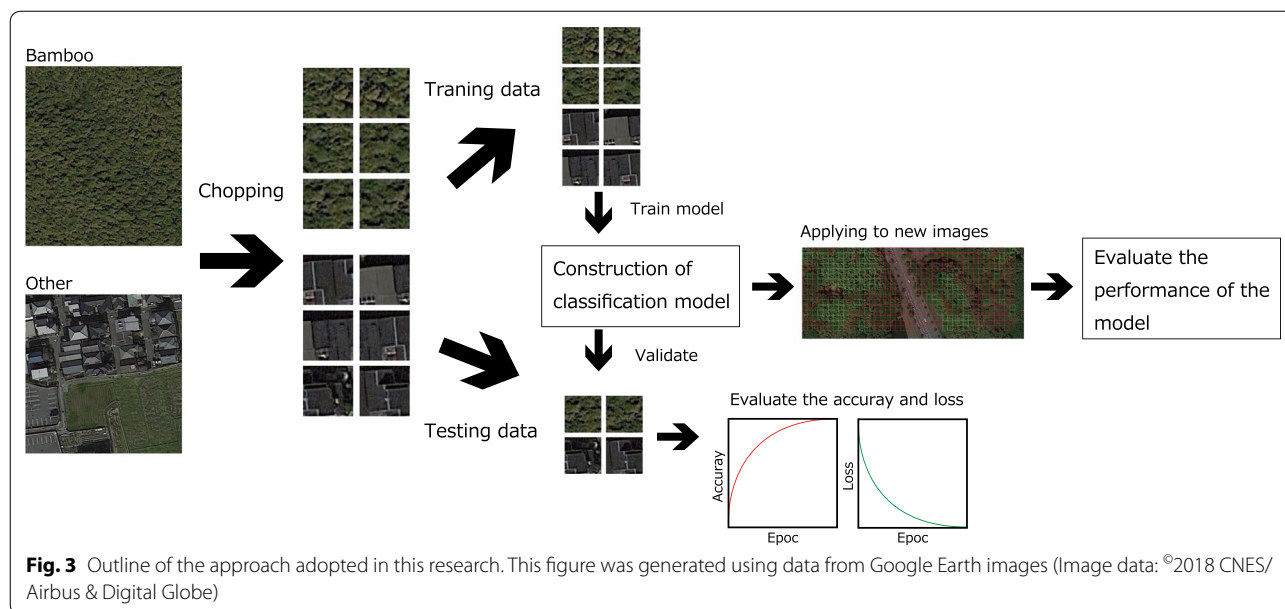 Bamboo
Other
Chopping
Traning data
Testing data
Train model
Construction of
classification model
Validate
Applying to new images
Evaluate the
performance of the
model
Evaluate the accuray and loss
Accuray
Epoc
Loss
Epoc
Fig. 3 Outline of the approach adopted in this research. This figure was generated using data from Google Earth images (Image data: ©2018 CNES/
Airbus & Digital Globe)